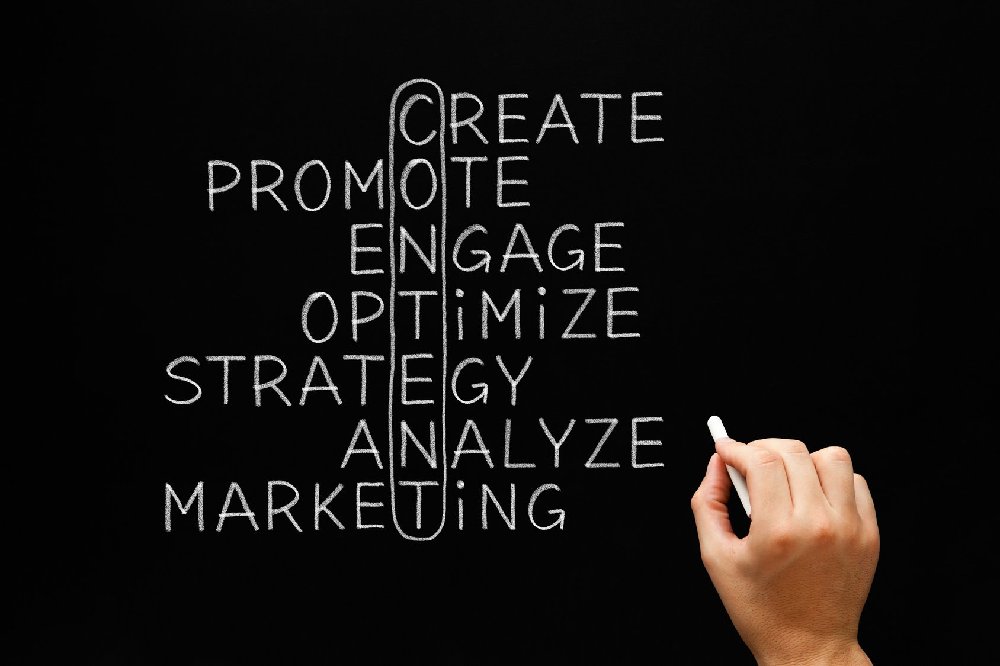 CREATE
PROMOTE
ENGAGE
OPTiMiZE
STRATEGY
ANALYZE
MARKETiNG